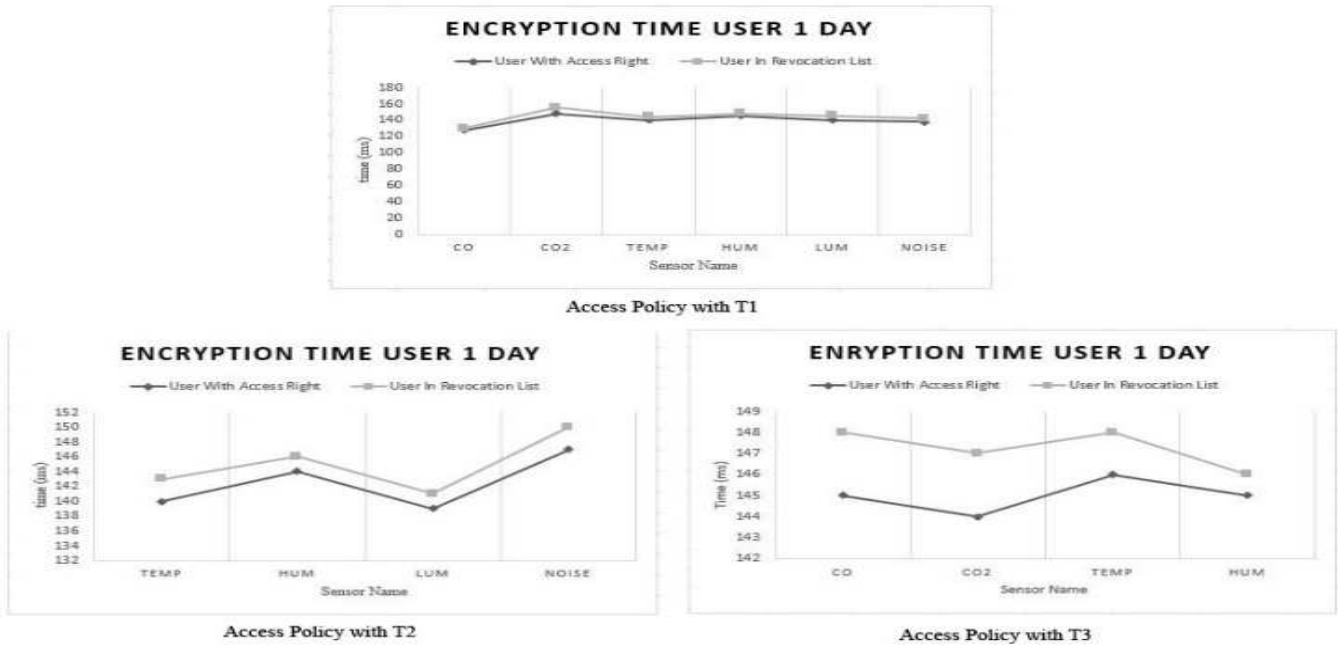 ENCRYPTION TIME USER 1 DAY
User With Access Right User In Revocation List
180
160
140
120
100
80
60
40
20
0
time (ms)
CO CO2 TEMP HUM LUM NOISE
Sensor Name
Access Policy with T1
ENCRYPTION TIME USER 1 DAY
User With Access Right User In Revocation List
152
150
148
146
144
142
140
138
136
134
132
time (ms)
TEMP HUM LUM NOISE
Sensor Name
Access Policy with T2
ENRYPTION TIME USER 1 DAY
User With Access Right User In Revocation List
149
148
147
146
145
144
143
142
Time (ms)
CO CO2 TEMP HUM
Sensor Name
Access Policy with T3